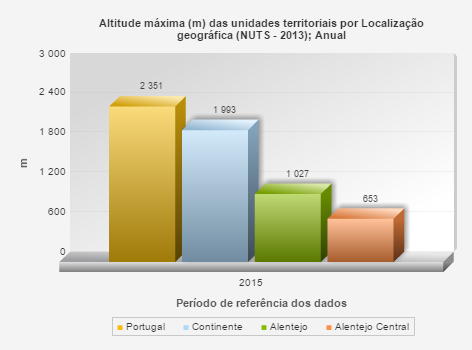 Altitude máxima (m) das unidades territoriais por Localização
geográfica (NUTS - 2013); Anual
3 000
2 400
1 800
1 200
600
0
m
2 351
1 993
1 027
653
2015
Período de referência dos dados
Portugal
Continente
Alentejo
Alentejo Central